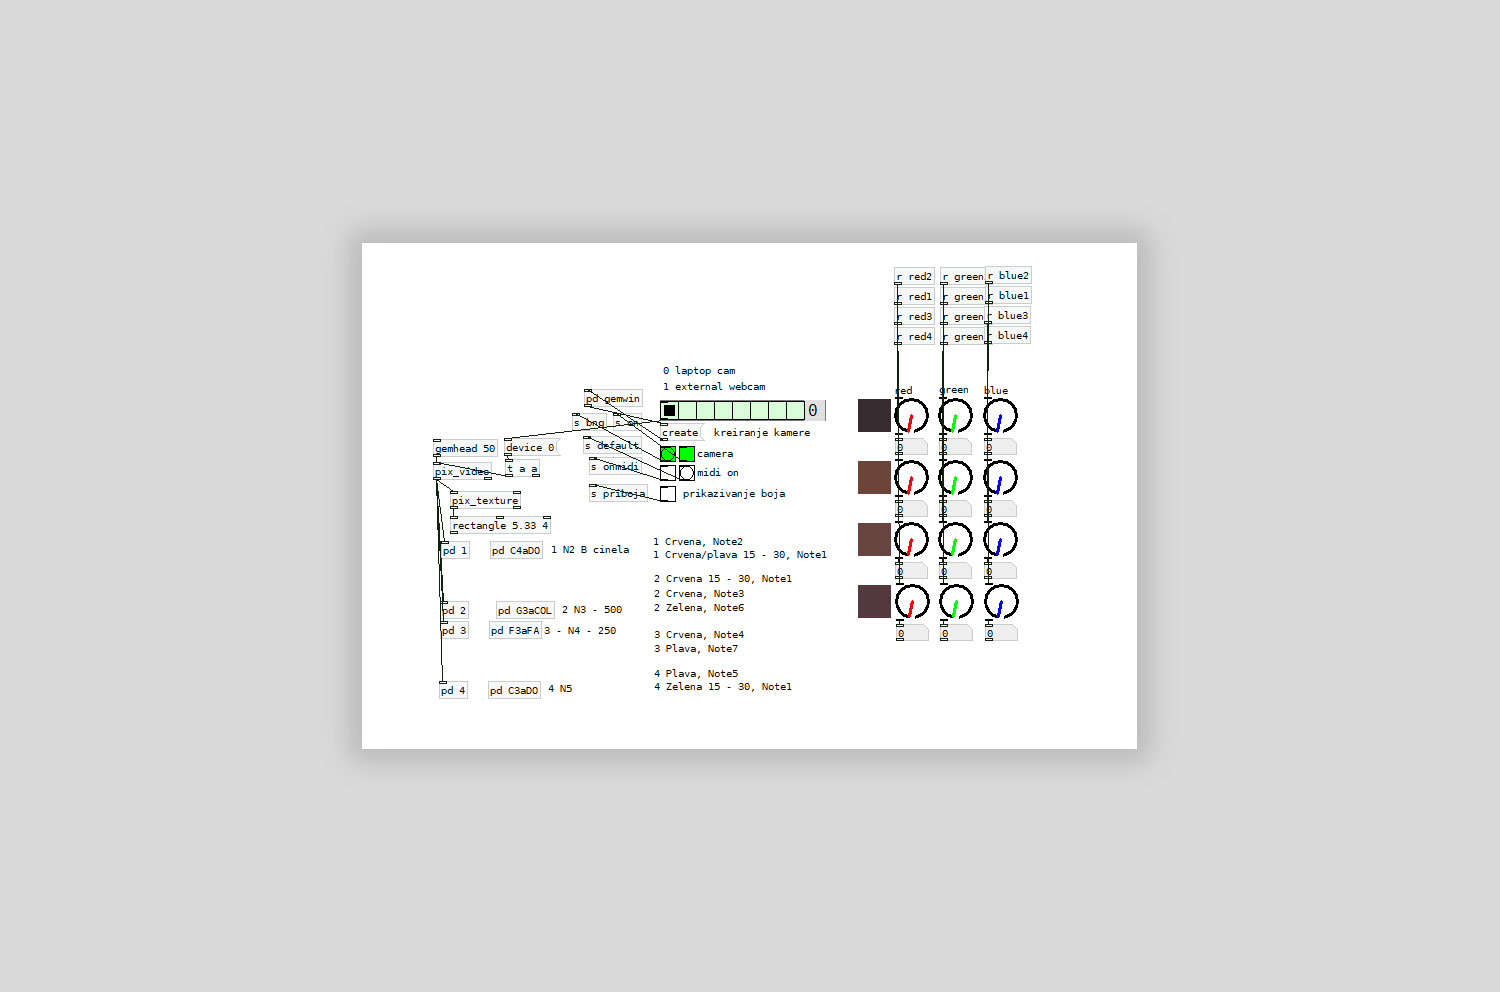 r red2
r green
r blue2
r red1
r green
r blue1
r red3
r green
r blue3
r red4
r green
r blue4
0 laptop cam
1 external webcam
pd gemwin
0
s bng
s on
create
kreiranje kamere
gemhead 50
device 0
s default
camera
pix_video
t a a
s onmidi
midi on
s priboja
prikazivanje boja
pix_texture
rectangle 5.33 4
pd 1
pd C4aDO
1 N2 B cinela
pd 2
pd G3aCOL
2 N3 - 500
pd 3
pd F3aFA
3 - N4 - 250
pd 4
pd C3aDO
4 N5
1 Crvena, Note2
1 Crvena/plava 15 - 30, Note1
2 Crvena 15 - 30, Note1
2 Crvena, Note3
2 Zelena, Note6
3 Crvena, Note4
3 Plava, Note7
4 Plava, Note5
4 Zelena 15 - 30, Note1
red
green
blue
0
0
0
0
0
0
0
0
0
0
0
0